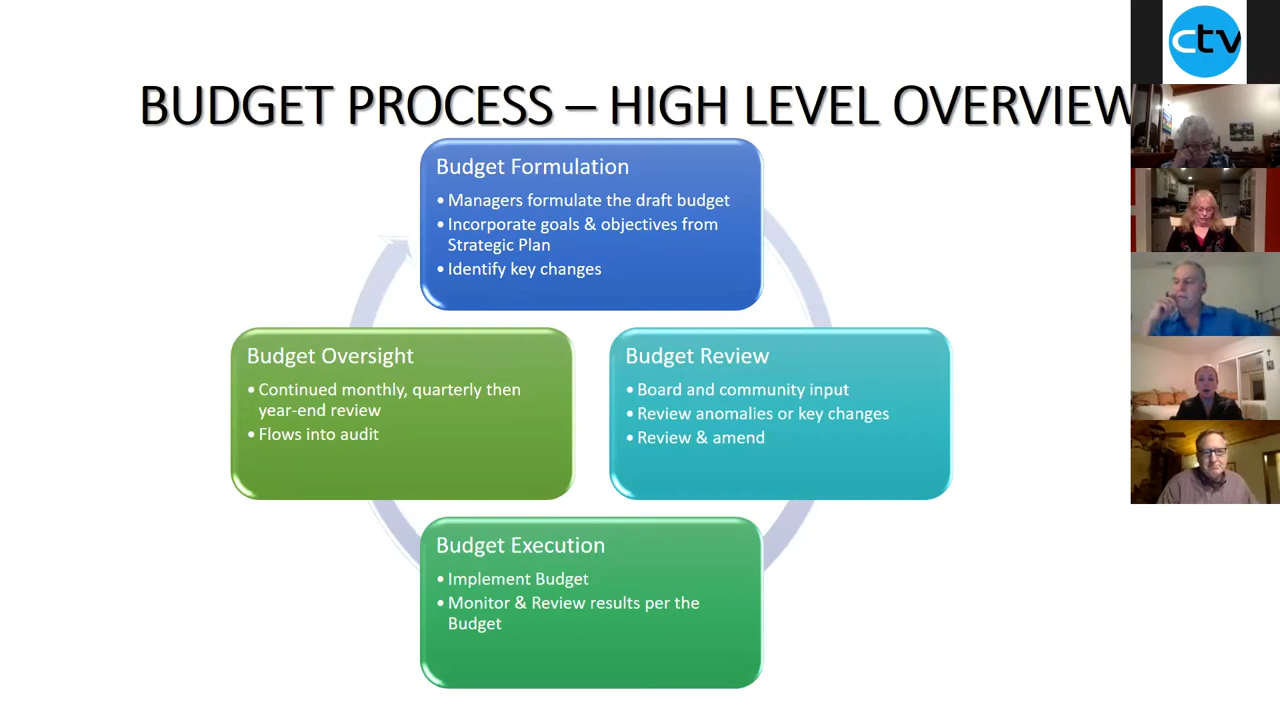 BUDGET PROCESS – HIGH LEVEL OVERVIEW
ctv
Budget Formulation
• Managers formulate the draft budget
• Incorporate goals & objectives from
Strategic Plan
• Identify key changes
Budget Oversight
• Continued monthly, quarterly then
year-end review
• Flows into audit
Budget Review
• Board and community input
• Review anomalies or key changes
• Review & amend
Budget Execution
• Implement Budget
• Monitor & Review results per the
Budget